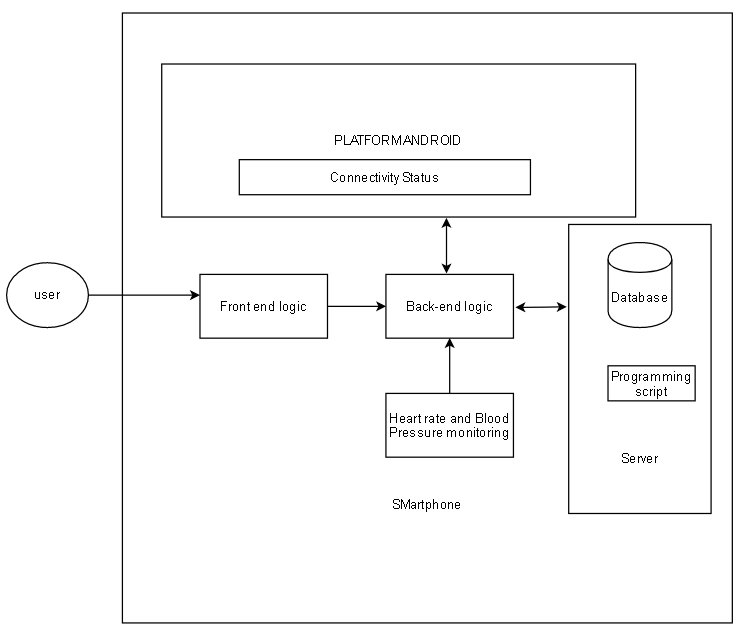 PLATFORMANDROID
Connectivity Status
user
Front end logic
Back-end logic
Database
Programming
script
Heart rate and Blood
Pressure monitoring
Server
SMartphone